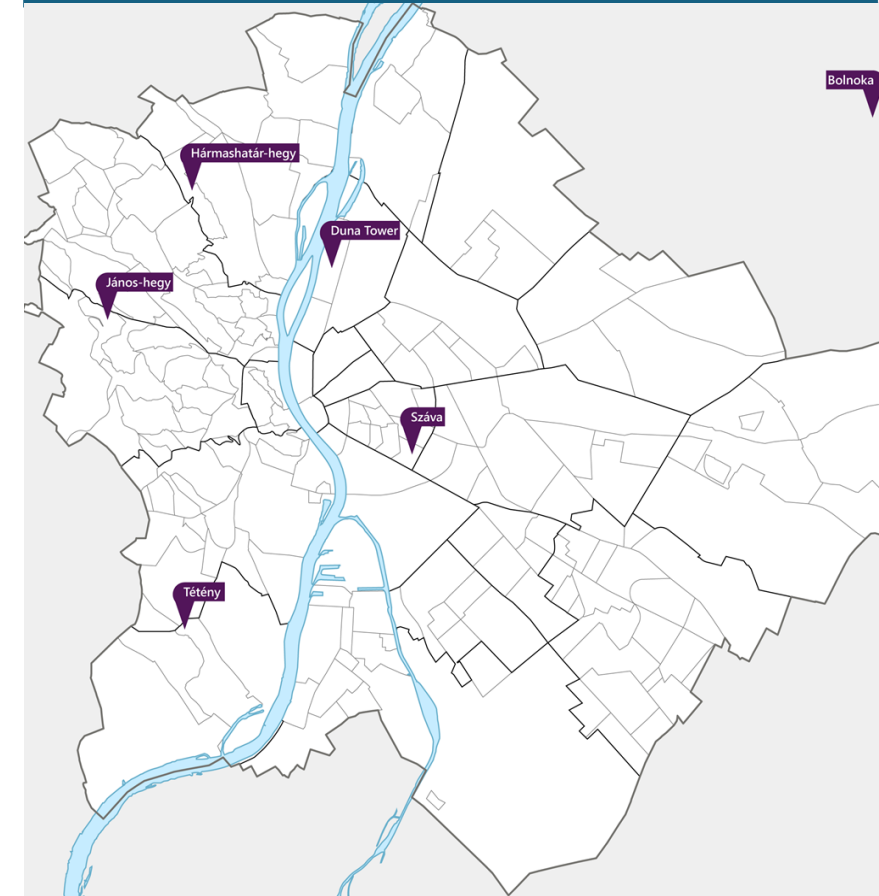 Bolnoka
Hármashatár-hegy
Duna Tower
János-hegy
Száva
Tétény